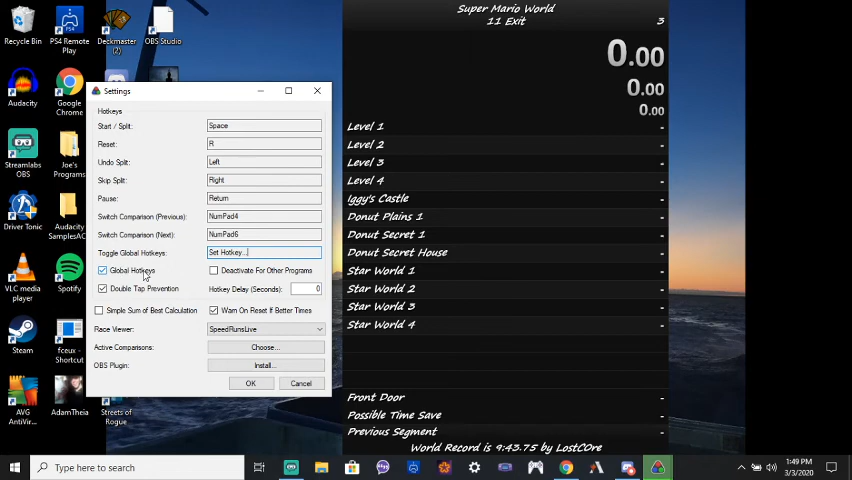 Recycle Bin
PS4 Remote Play
Deckmaster (2)
OBS Studio
Audacity
Google Chrome
Streamlabs OBS
Joe's Programs
Driver Tonic
Audacity SamplesAC
VLC media player
Spotify
Steam
fceux - Shortcut
AVG AntiVir...
AdamTheia
Streets of Rogue
Settings
Hotkeys
Start / Split: Space
Reset: R
Undo Split: Left
Skip Split: Right
Pause: Return
Switch Comparison (Previous): NumPad4
Switch Comparison (Next): NumPad6
Toggle Global Hotkeys: Set Hotkey...
Global Hotkeys Deactivate For Other Programs
Double Tap Prevention Hotkey Delay (Seconds): 0
Simple Sum of Best Calculation Warn On Reset If Better Times
Race Viewer: SpeedRunsLive
Active Comparisons: Choose...
OBS Plugin: Install...
OK Cancel
Super Mario World
11 Exit 3
0.00
0.00
0.00
Level 1 -
Level 2 -
Level 3 -
Level 4 -
Iggy's Castle -
Donut Plains 1 -
Donut Secret 1 -
Donut Secret House -
Star World 1 -
Star World 2 -
Star World 3 -
Star World 4 -
Front Door -
Possible Time Save -
Previous Segment -
World Record is 9:43.75 by LostC0re
Type here to search
1:49 PM
3/3/2020